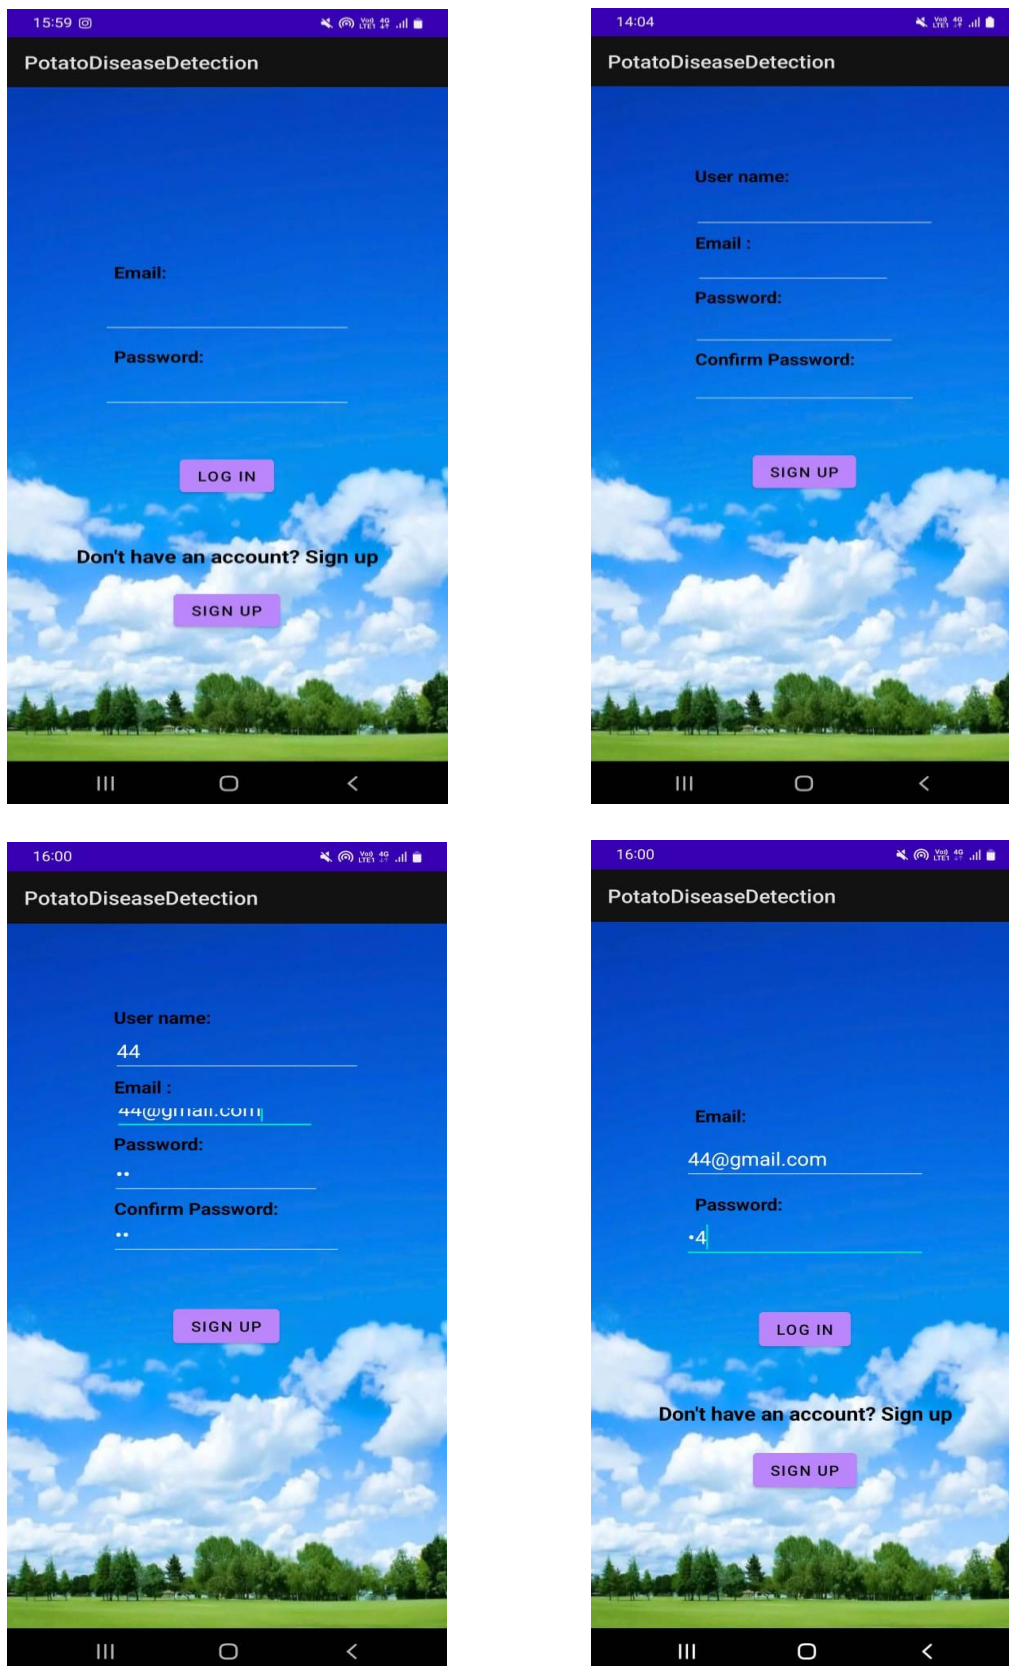 15:59
PotatoDiseaseDetection
Email:
Password:
LOG IN
Don't have an account? Sign up
SIGN UP
14:04
PotatoDiseaseDetection
User name:
Email :
Password:
Confirm Password:
SIGN UP
16:00
PotatoDiseaseDetection
User name:
44
Email :
44@gmail.com
Password:
••
Confirm Password:
••
SIGN UP
16:00
PotatoDiseaseDetection
Email:
44@gmail.com
Password:
•4
LOG IN
Don't have an account? Sign up
SIGN UP